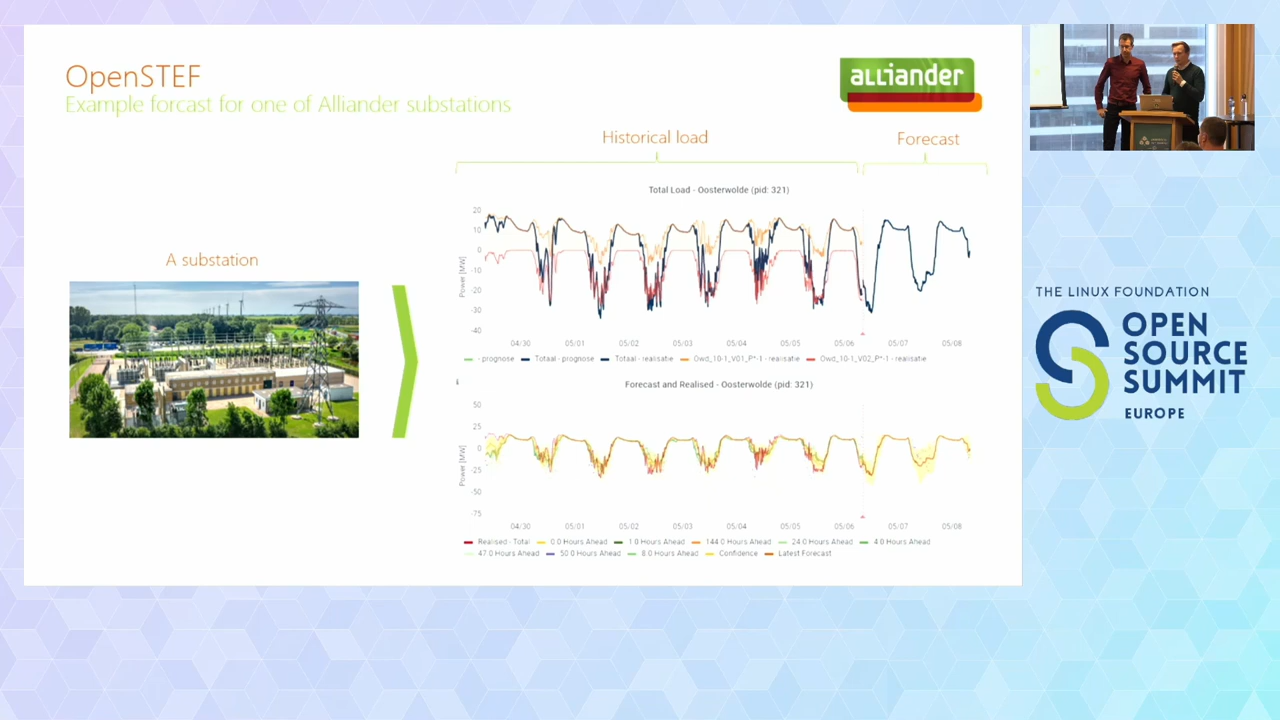 OpenSTEF
Example forcast for one of Alliander substations
alliander
Historical load
Forecast
A substation
Total Load - Oosterwolde (pid: 321)
Power [MW]
20
10
0
-10
-20
-30
-40
04/30 05/01 05/02 05/03 05/04 05/05 05/06 05/07 05/08
- prognose Totaal - prognose Totaal - realisatie Owd_10-1_V01_P*-1 - realisatie Owd_10-1_V02_P*-1 - realisatie
Forecast and Realised - Oosterwolde (pid: 321)
Power [MW]
50
25
0
-25
-50
-75
04/30 05/01 05/02 05/03 05/04 05/05 05/06 05/07 05/08
Realised - Total 0.0 Hours Ahead 1.0 Hours Ahead 144.0 Hours Ahead 24.0 Hours Ahead 4.0 Hours Ahead
47.0 Hours Ahead 50.0 Hours Ahead 8.0 Hours Ahead Confidence Latest Forecast
THE LINUX FOUNDATION
OPEN
SOURCE
SUMMIT
EUROPE